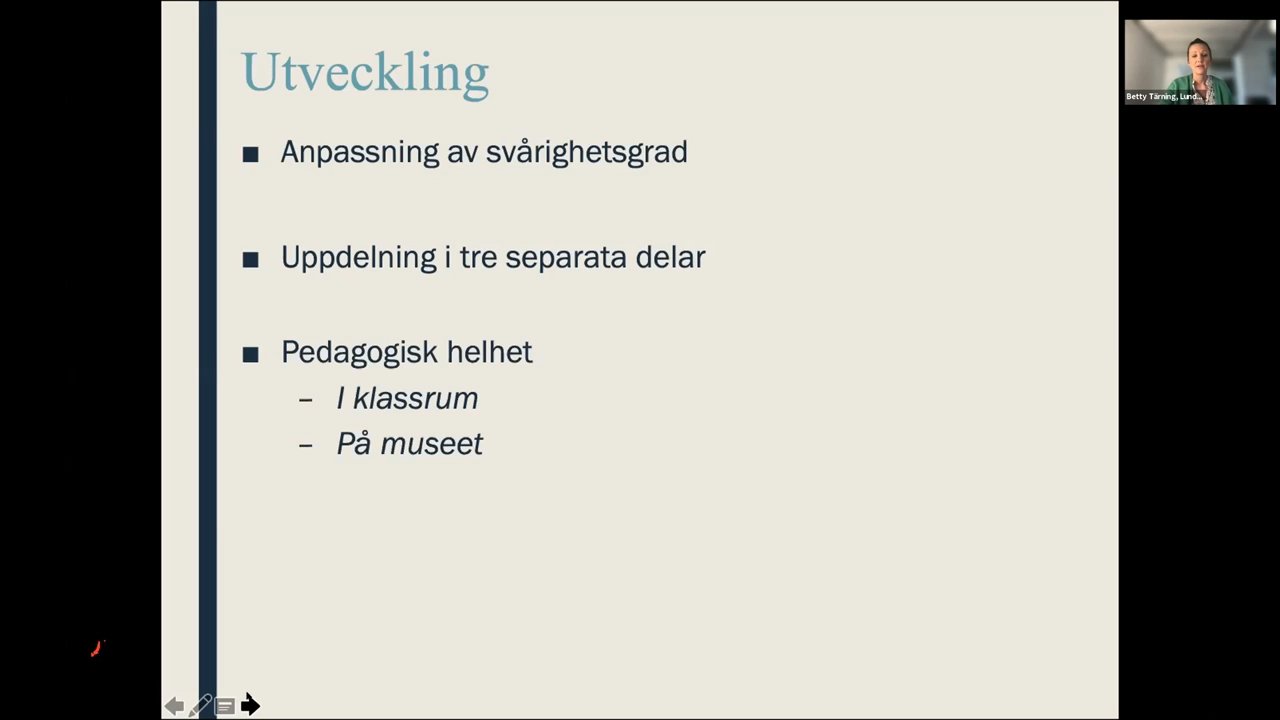 Utveckling
■ Anpassning av svårighetsgrad
■ Uppdelning i tre separata delar
■ Pedagogisk helhet
– I klassrum
– På museet
Betty Tärning, Lund...